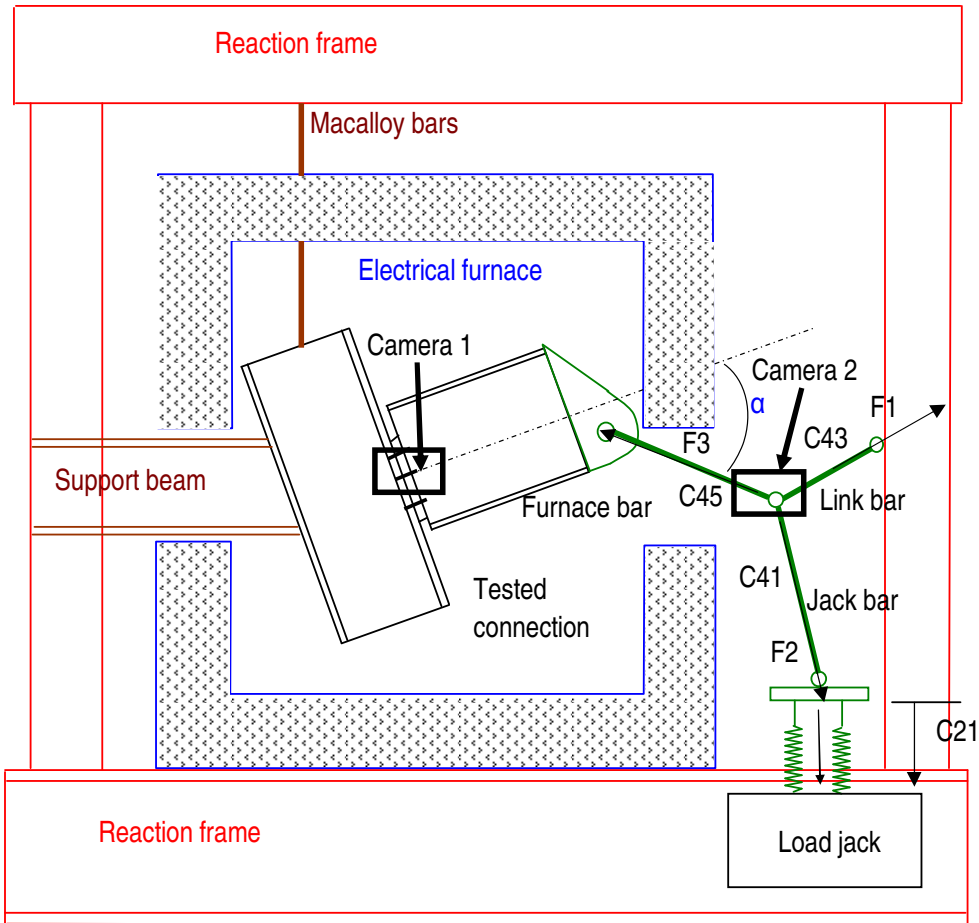 Reaction frame
Macalloy bars
Electrical furnace
Camera 1
Camera 2
α
F1
C43
F3
Support beam
C45
Link bar
Furnace bar
C41
Tested
connection
Jack bar
F2
C21
Reaction frame
Load jack